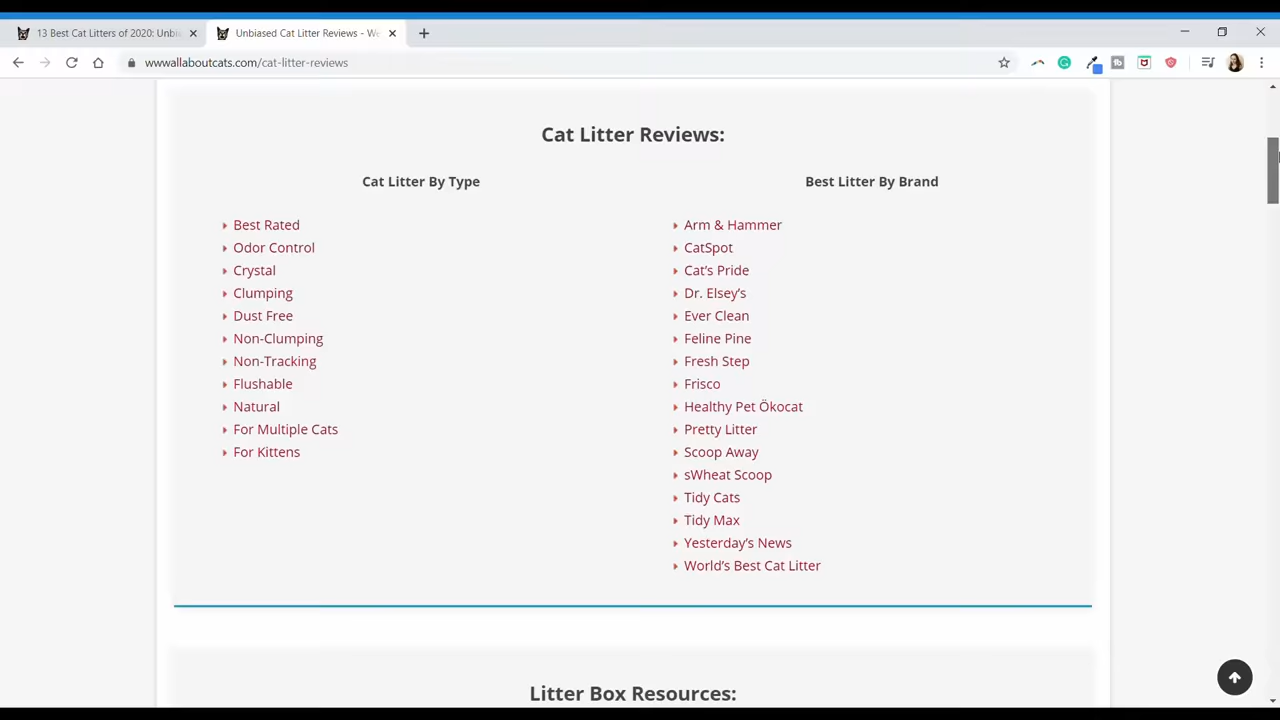 13 Best Cat Litters of 2020: Unbi
Unbiased Cat Litter Reviews - We
wwwallaboutcats.com/cat-litter-reviews
Cat Litter Reviews:
Cat Litter By Type
Best Rated
Odor Control
Crystal
Clumping
Dust Free
Non-Clumping
Non-Tracking
Flushable
Natural
For Multiple Cats
For Kittens
Best Litter By Brand
Arm & Hammer
CatSpot
Cat’s Pride
Dr. Elsey’s
Ever Clean
Feline Pine
Fresh Step
Frisco
Healthy Pet Ökocat
Pretty Litter
Scoop Away
sWheat Scoop
Tidy Cats
Tidy Max
Yesterday’s News
World’s Best Cat Litter
Litter Box Resources: